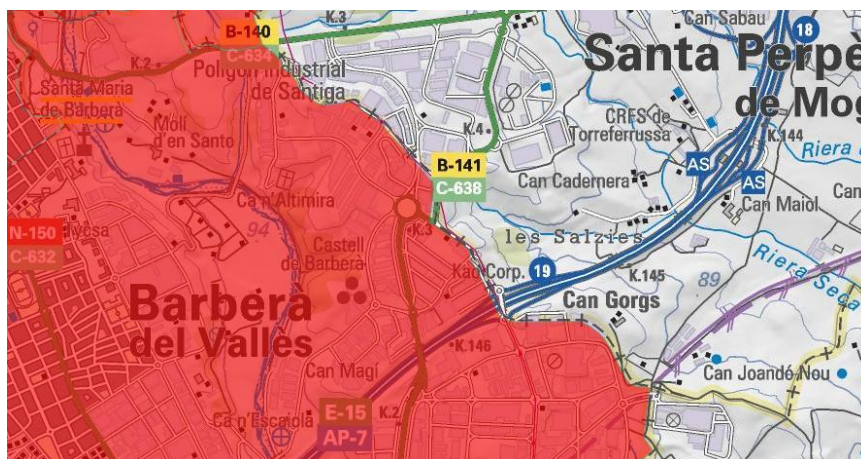 B-140
C-634
K.3
Can Sabau
18
K.2
Polígon Industrial
de Santiga
Santa Perpè
de Mog
Santa Maria
de Barberà
Molí
d'en Santo
K.4
CRFS de
Torreferrussa
K.144
Riera
B-141
C-638
AS
AS
Can Cadernera
Can Maiol
Ca n'Altimira
94
N-150
C-632
K.3
les Salzies
Castell
de Barberà
Kao Corp.
19
K.145
89
Riera Seca
Can Gorgs
Barberà
del Vallès
K.146
Can Magí
Can Joandó Nou
E-15
AP-7
K.2
Ca n'Escaiola